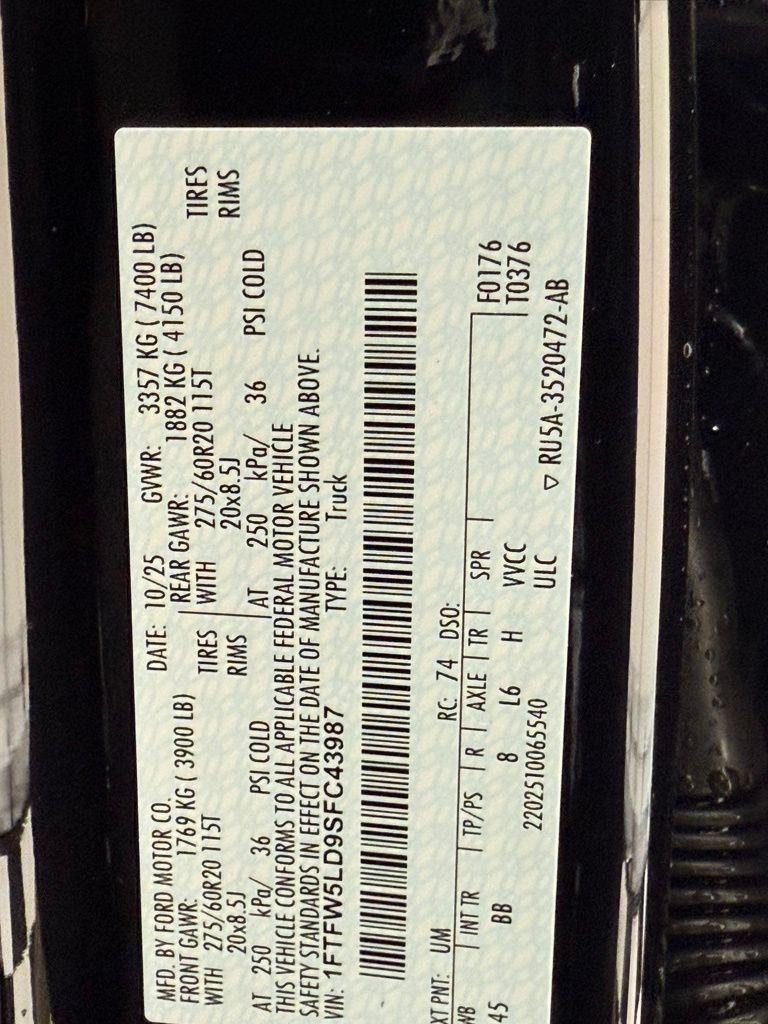 MFD. BY FORD MOTOR CO. DATE: 10/25 GVWR: 3357 KG ( 7400 LB)
FRONT GAWR: 1769 KG ( 3900 LB) REAR GAWR: 1882 KG ( 4150 LB)
WITH 275/60R20 115T TIRES WITH 275/60R20 115T TIRES
20x8.5J RIMS 20x8.5J RIMS
AT 250 kPa/ 36 PSI COLD AT 250 kPa/ 36 PSI COLD
THIS VEHICLE CONFORMS TO ALL APPLICABLE FEDERAL MOTOR VEHICLE
SAFETY STANDARDS IN EFFECT ON THE DATE OF MANUFACTURE SHOWN ABOVE.
VIN: 1FTFW5LD9SFC43987 TYPE: Truck
XT PNT: UM RC: 74 DSO:
WB INT TR TP/PS R AXLE TR SPR F0176
45 BB 8 L6 H VVCC T0376
2202510065540 ULC
▽ RU5A-3520472-AB